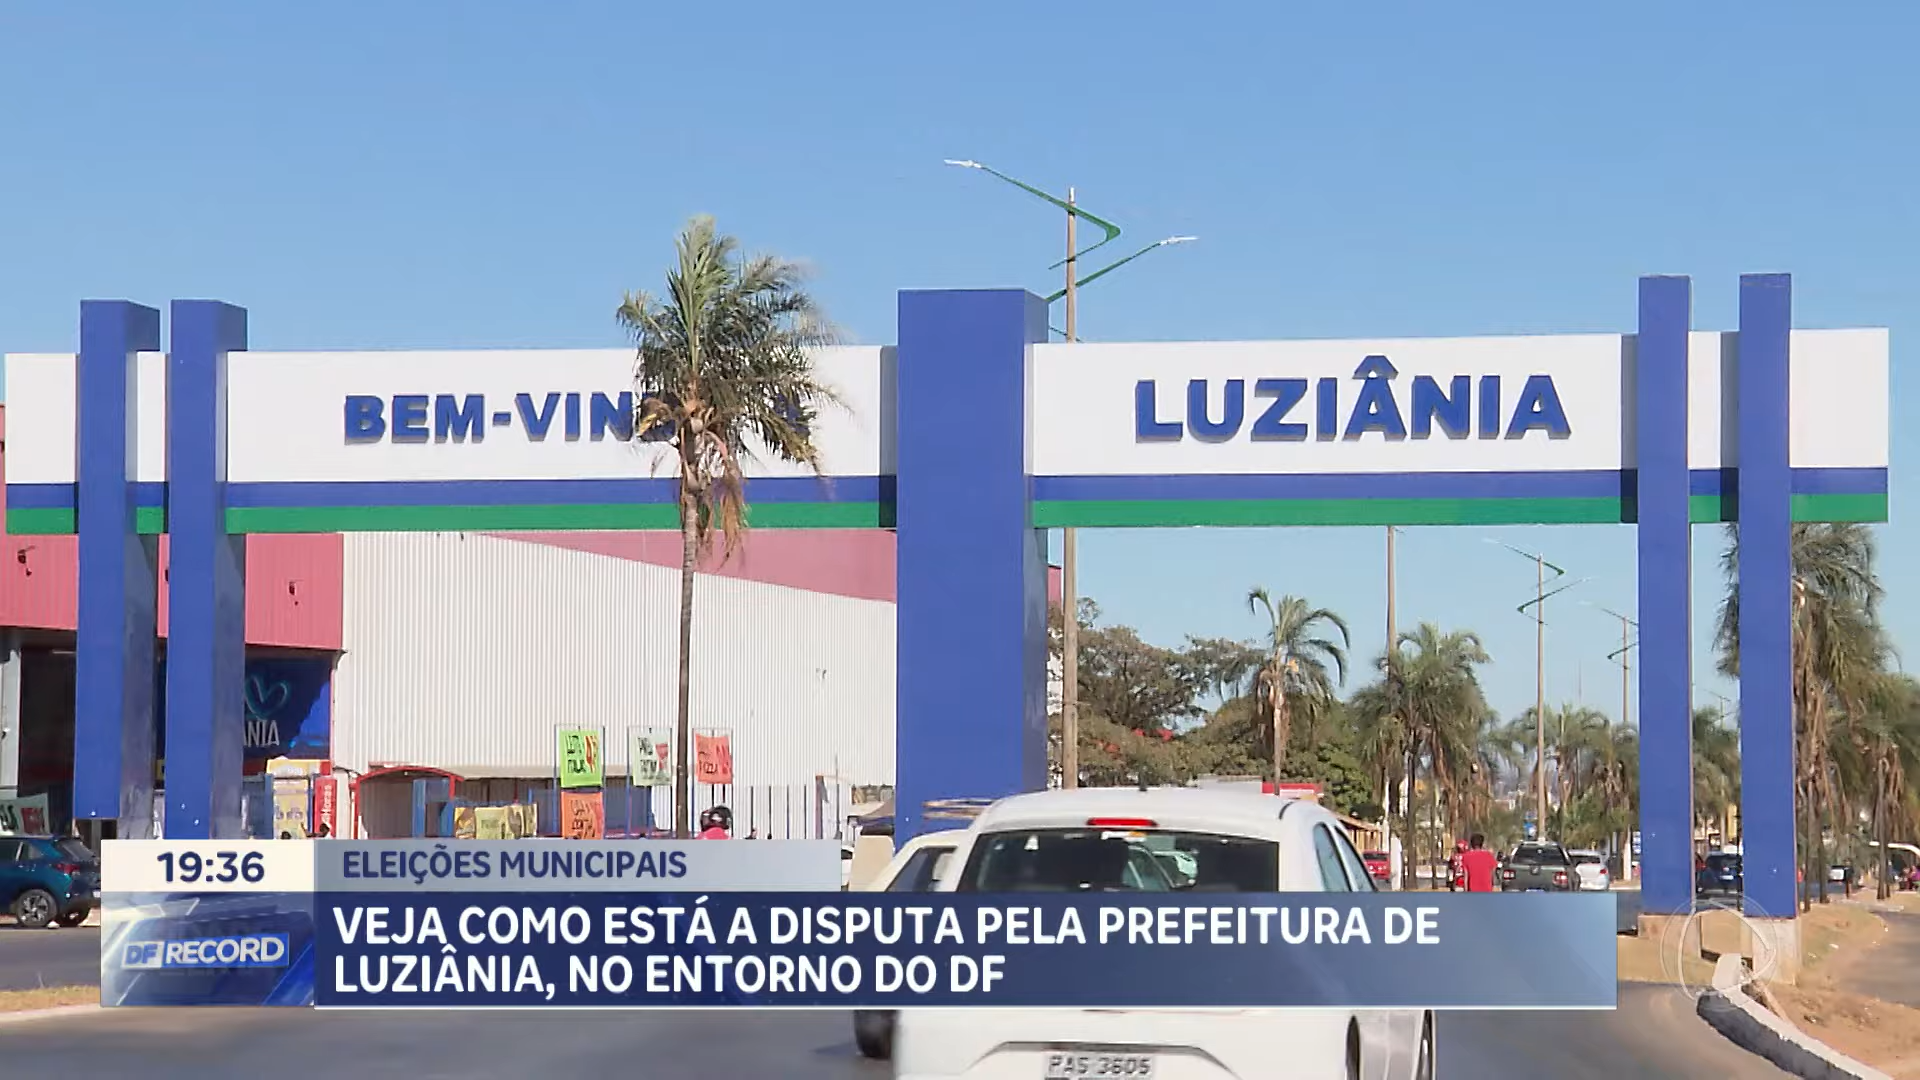 BEM-VIN
LUZIÂNIA
NIA
19:36
ELEIÇÕES MUNICIPAIS
DF RECORD
VEJA COMO ESTÁ A DISPUTA PELA PREFEITURA DE
LUZIÂNIA, NO ENTORNO DO DF
PAS 3605